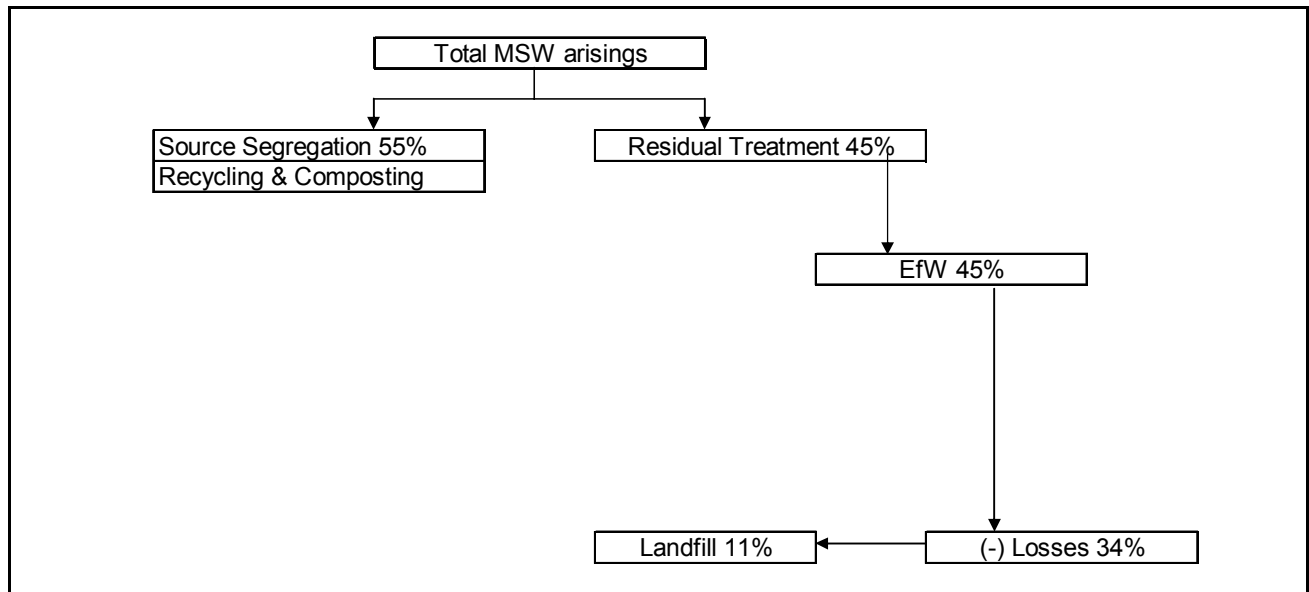 Total MSW arisings
Source Segregation 55%
Recycling & Composting
Residual Treatment 45%
EfW 45%
Landfill 11%
(-) Losses 34%